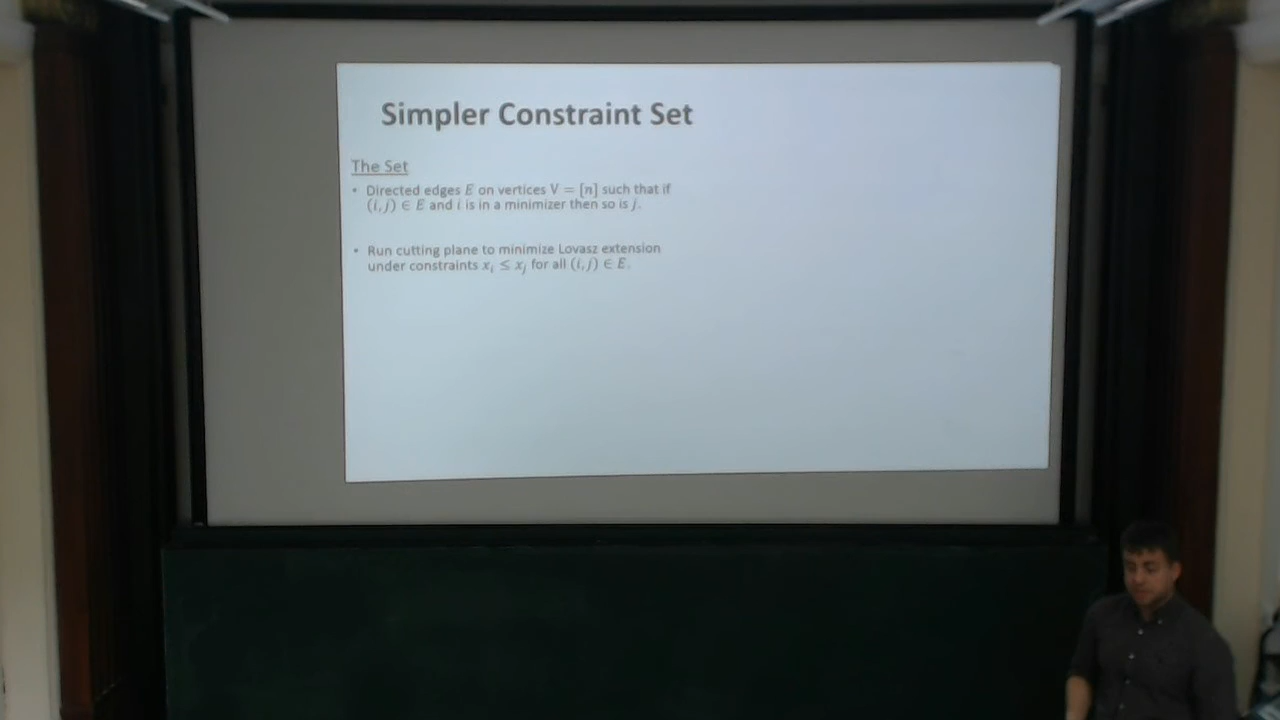 Simpler Constraint Set
The Set
• Directed edges E on vertices V = [n] such that if
(i, j) ∈ E and i is in a minimizer then so is j.
• Run cutting plane to minimize Lovasz extension
under constraints xᵢ ≤ xⱼ for all (i, j) ∈ E.